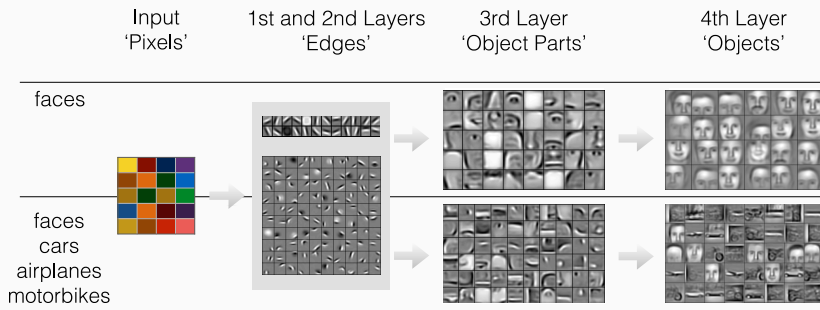 Input
‘Pixels’
1st and 2nd Layers
‘Edges’
3rd Layer
‘Object Parts’
4th Layer
‘Objects’
faces
faces
cars
airplanes
motorbikes